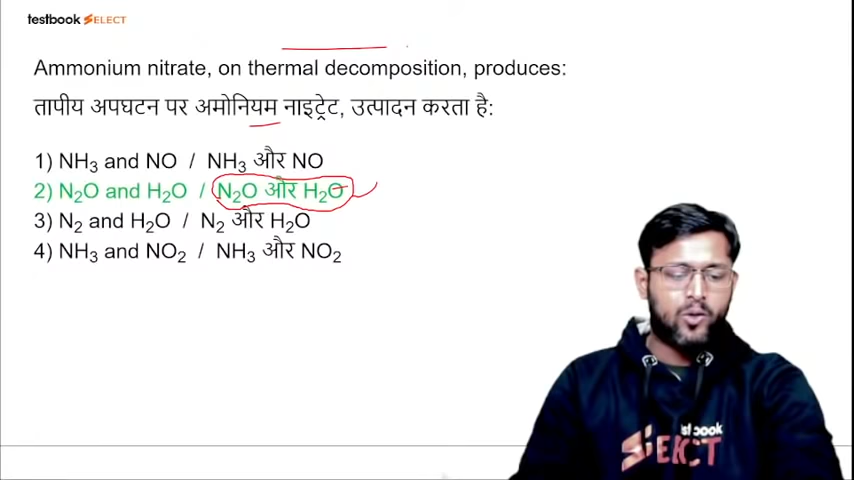 testbook SELECT
Ammonium nitrate, on thermal decomposition, produces:
तापीय अपघटन पर अमोनियम नाइट्रेट, उत्पादन करता है:
1) NH₃ and NO / NH₃ और NO
2) N₂O and H₂O / N₂O और H₂O
3) N₂ and H₂O / N₂ और H₂O
4) NH₃ and NO₂ / NH₃ और NO₂